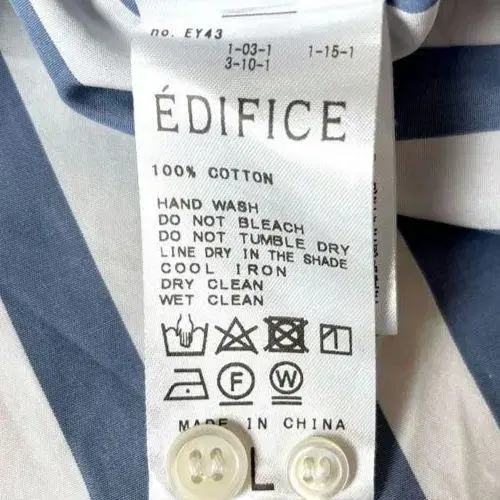 no. EY43
1-03-1 1-15-1
3-10-1
ÉDIFICE
100% COTTON
HAND WASH
DO NOT BLEACH
DO NOT TUMBLE DRY
LINE DRY IN THE SHADE
COOL IRON
DRY CLEAN
WET CLEAN
F W
MADE IN CHINA
L